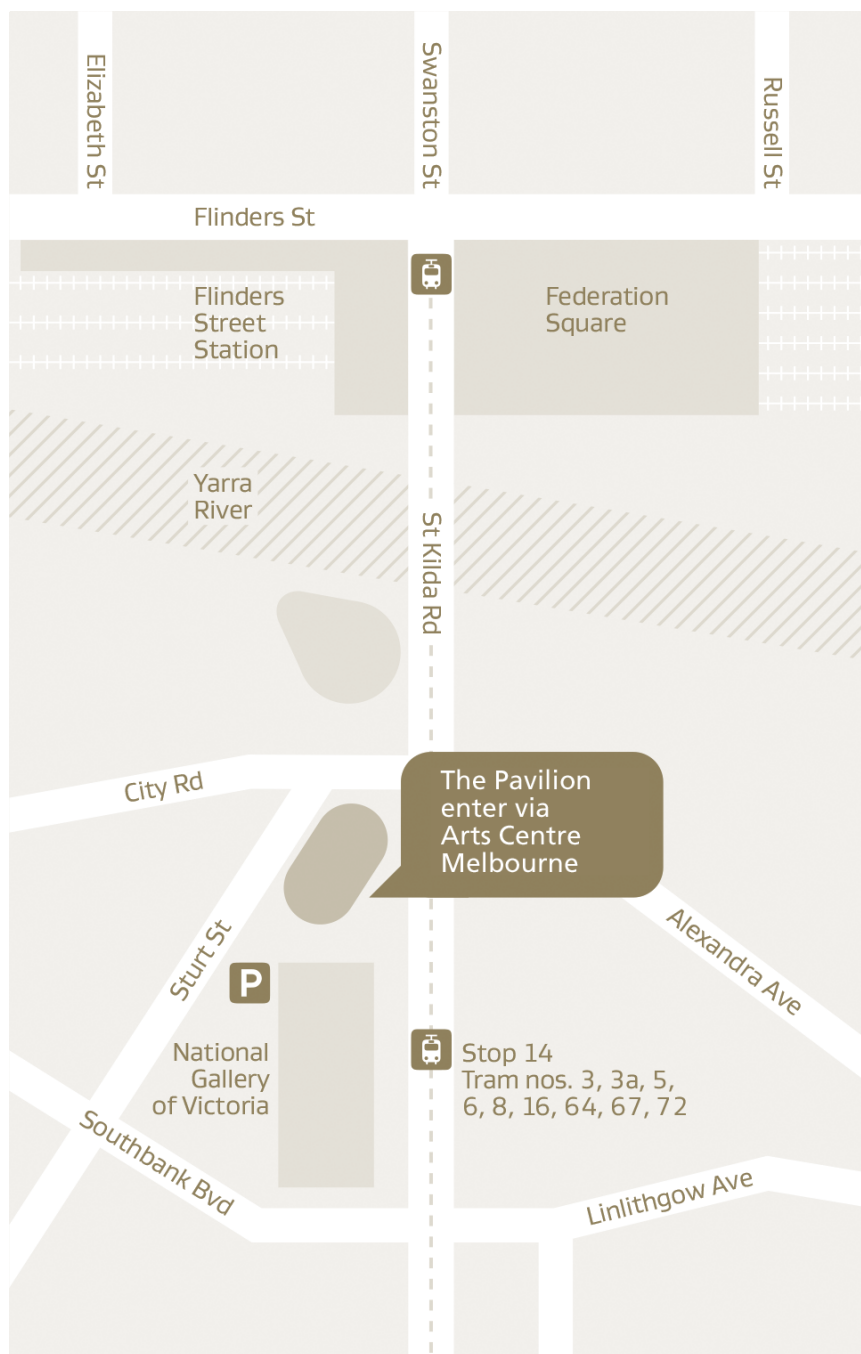 Elizabeth St
Swanston St
Russell St
Flinders St
Flinders
Street
Station
Federation
Square
Yarra
River
St Kilda Rd
City Rd
The Pavilion
enter via
Arts Centre
Melbourne
Sturt St
Alexandra Ave
P
National
Gallery
of Victoria
Stop 14
Tram nos. 3, 3a, 5,
6, 8, 16, 64, 67, 72
Southbank Bvd
Linlithgow Ave